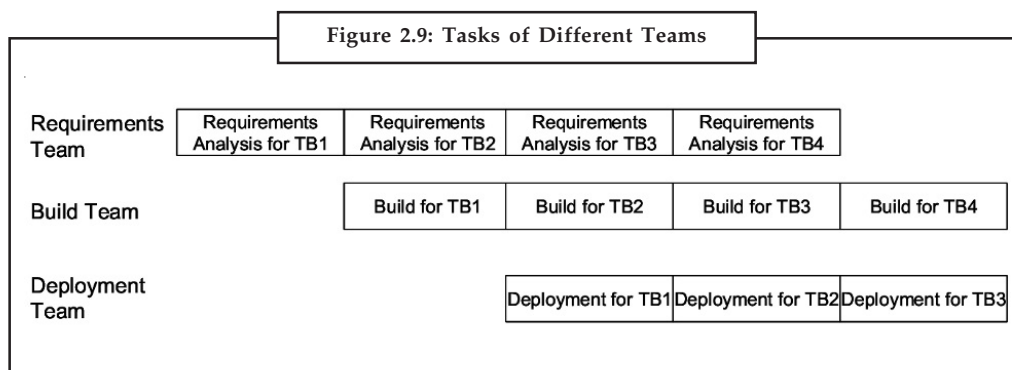 Figure 2.9: Tasks of Different Teams
Requirements
Team
Requirements
Analysis for TB1
Requirements
Analysis for TB2
Requirements
Analysis for TB3
Requirements
Analysis for TB4
Build Team
Build for TB1
Build for TB2
Build for TB3
Build for TB4
Deployment
Team
Deployment for TB1
Deployment for TB2
Deployment for TB3